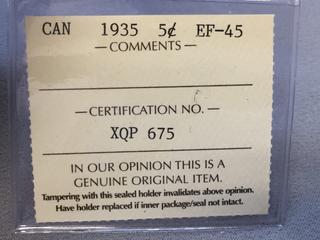 CAN 1935 5¢ EF-45
— COMMENTS —
— CERTIFICATION NO. —
XQP 675
IN OUR OPINION THIS IS A
GENUINE ORIGINAL ITEM.
Tampering with this sealed holder invalidates above opinion.
Have holder replaced if inner package/seal not intact.